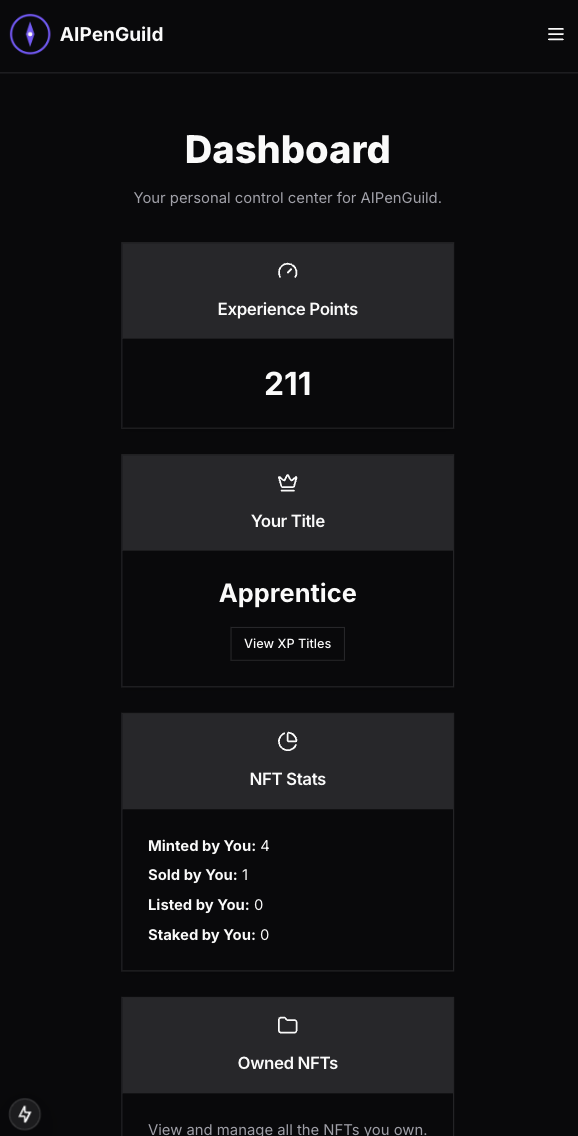 AIPenGuild
Dashboard
Your personal control center for AIPenGuild.
Experience Points
211
Your Title
Apprentice
View XP Titles
NFT Stats
Minted by You: 4
Sold by You: 1
Listed by You: 0
Staked by You: 0
Owned NFTs
View and manage all the NFTs you own.